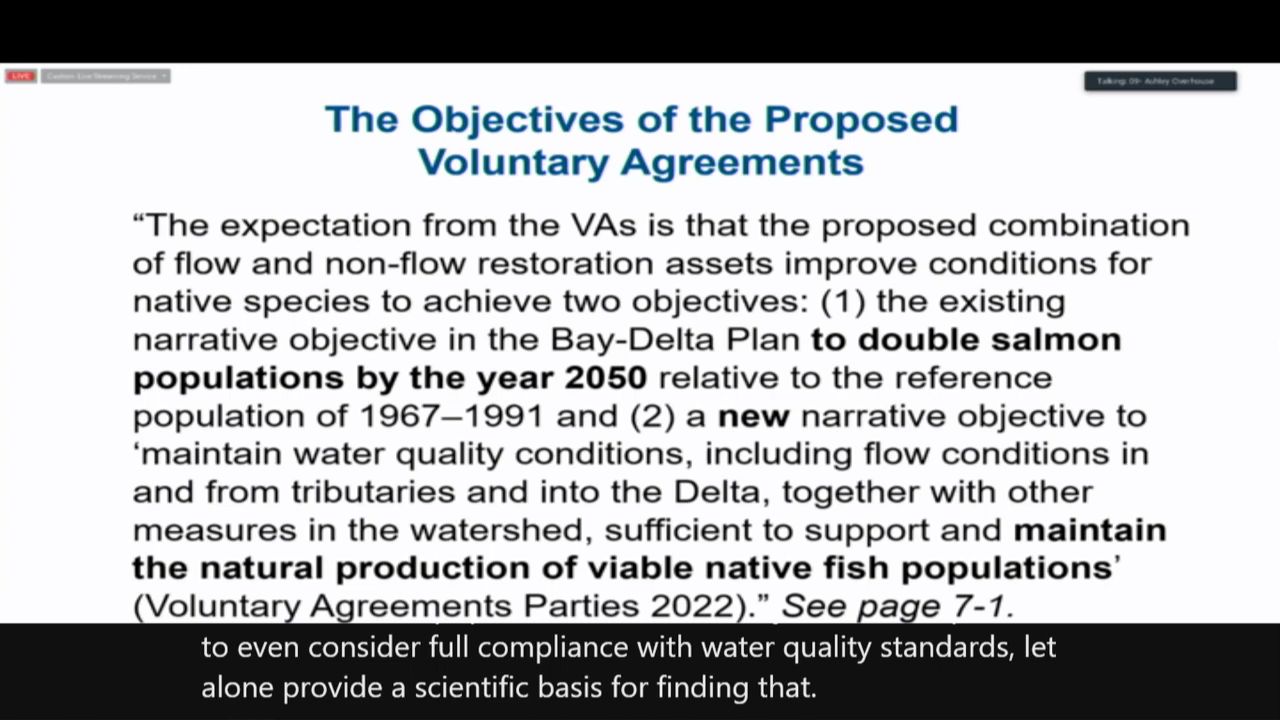 LIVE
Custom Live Streaming Service
Talking: 09- Ashley Overhouse
The Objectives of the Proposed
Voluntary Agreements
“The expectation from the VAs is that the proposed combination
of flow and non-flow restoration assets improve conditions for
native species to achieve two objectives: (1) the existing
narrative objective in the Bay-Delta Plan to double salmon
populations by the year 2050 relative to the reference
population of 1967–1991 and (2) a new narrative objective to
‘maintain water quality conditions, including flow conditions in
and from tributaries and into the Delta, together with other
measures in the watershed, sufficient to support and maintain
the natural production of viable native fish populations’
(Voluntary Agreements Parties 2022).” See page 7-1.
to even consider full compliance with water quality standards, let
alone provide a scientific basis for finding that.